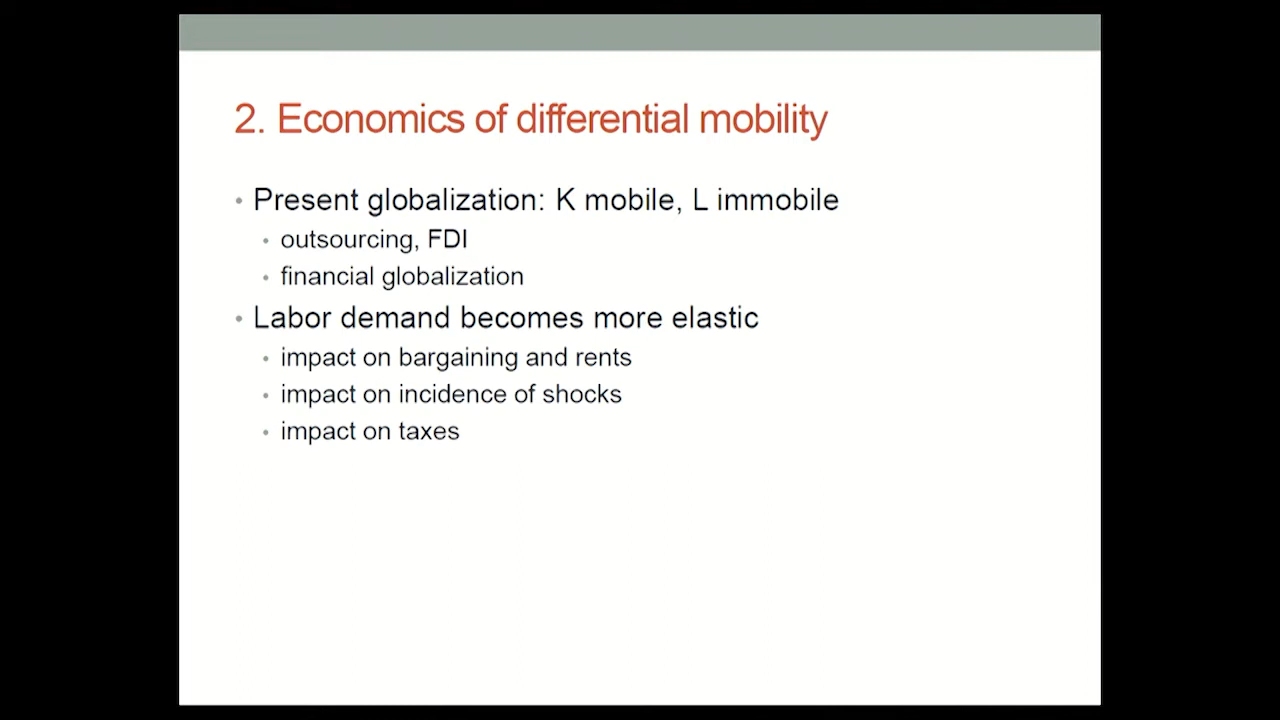 2. Economics of differential mobility
• Present globalization: K mobile, L immobile
• outsourcing, FDI
• financial globalization
• Labor demand becomes more elastic
• impact on bargaining and rents
• impact on incidence of shocks
• impact on taxes